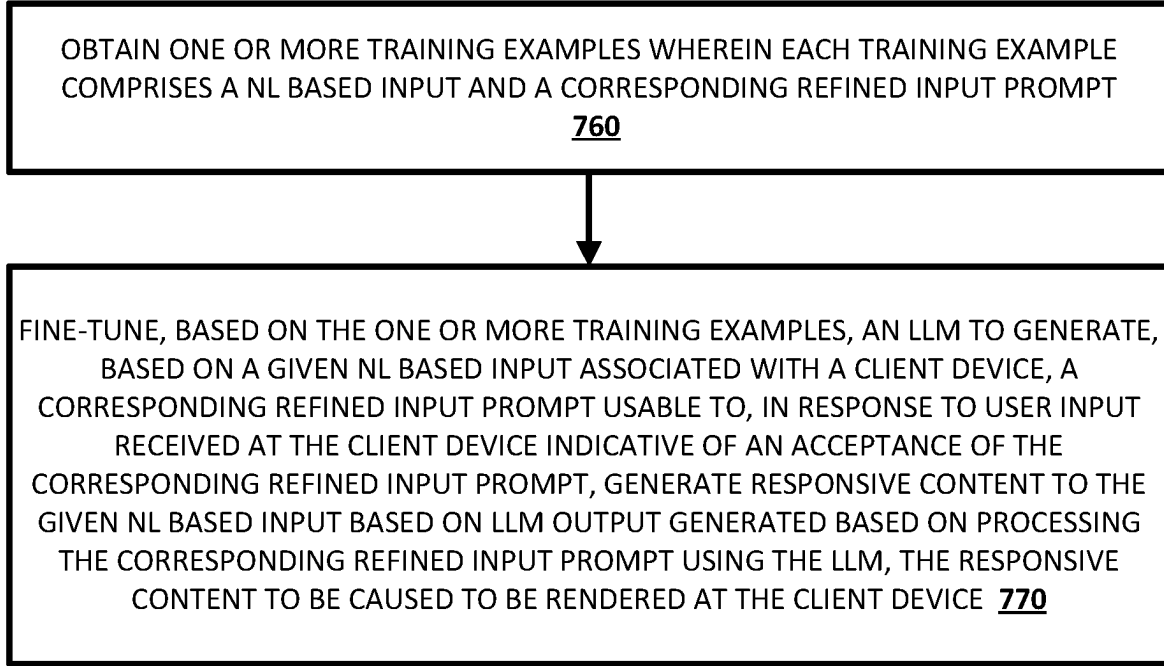 OBTAIN ONE OR MORE TRAINING EXAMPLES WHEREIN EACH TRAINING EXAMPLE
COMPRISES A NL BASED INPUT AND A CORRESPONDING REFINED INPUT PROMPT
760
FINE-TUNE, BASED ON THE ONE OR MORE TRAINING EXAMPLES, AN LLM TO GENERATE,
BASED ON A GIVEN NL BASED INPUT ASSOCIATED WITH A CLIENT DEVICE, A
CORRESPONDING REFINED INPUT PROMPT USABLE TO, IN RESPONSE TO USER INPUT
RECEIVED AT THE CLIENT DEVICE INDICATIVE OF AN ACCEPTANCE OF THE
CORRESPONDING REFINED INPUT PROMPT, GENERATE RESPONSIVE CONTENT TO THE
GIVEN NL BASED INPUT BASED ON LLM OUTPUT GENERATED BASED ON PROCESSING
THE CORRESPONDING REFINED INPUT PROMPT USING THE LLM, THE RESPONSIVE
CONTENT TO BE CAUSED TO BE RENDERED AT THE CLIENT DEVICE 770